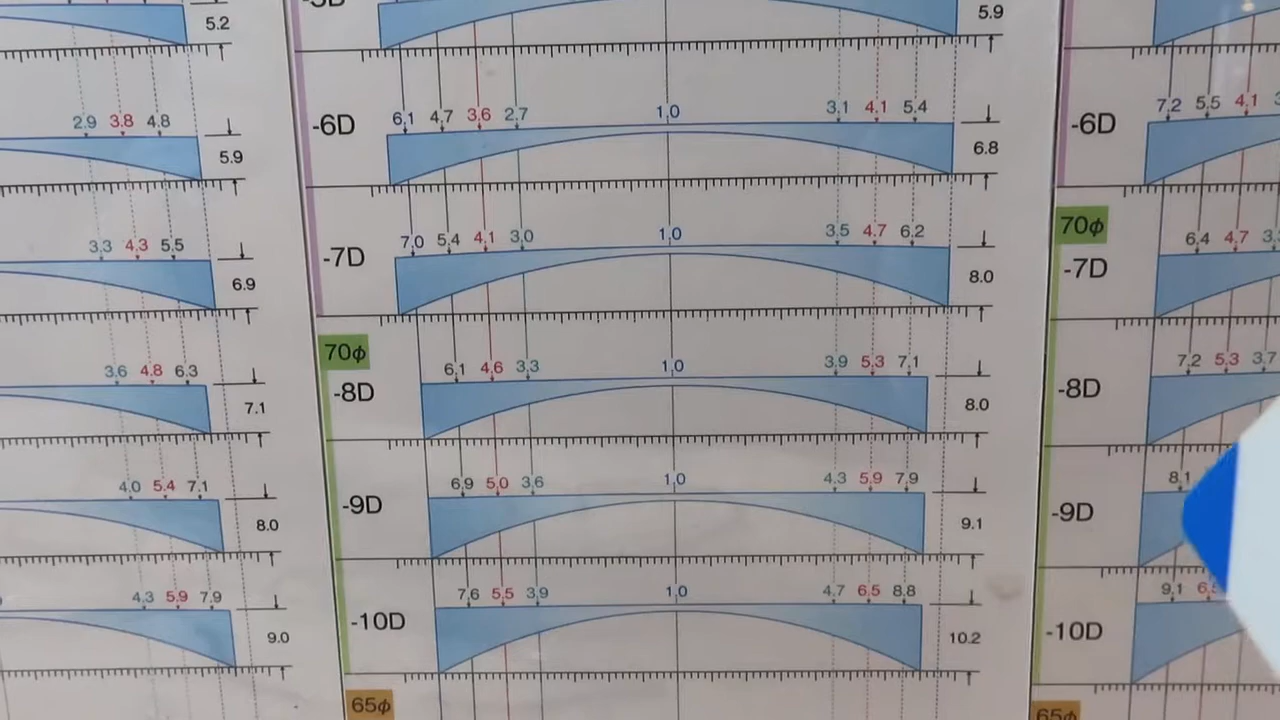 5.2
2.9 3.8 4.8
5.9
3.3 4.3 5.5
6.9
3.6 4.8 6.3
7.1
4.0 5.4 7.1
8.0
4.3 5.9 7.9
9.0
5.9
-6D 6.1 4.7 3.6 2.7 1.0 3.1 4.1 5.4
6.8
-7D 7.0 5.4 4.1 3.0 1.0 3.5 4.7 6.2
8.0
70φ
-8D 6.1 4.6 3.3 1.0 3.9 5.3 7.1
8.0
-9D 6.9 5.0 3.6 1.0 4.3 5.9 7.9
9.1
-10D 7.6 5.5 3.9 1.0 4.7 6.5 8.8
10.2
65φ
-6D 7.2 5.5 4.1
70φ
-7D 6.4 4.7
-8D 7.2 5.3 3.7
-9D 8.1
-10D 9.1
65φ